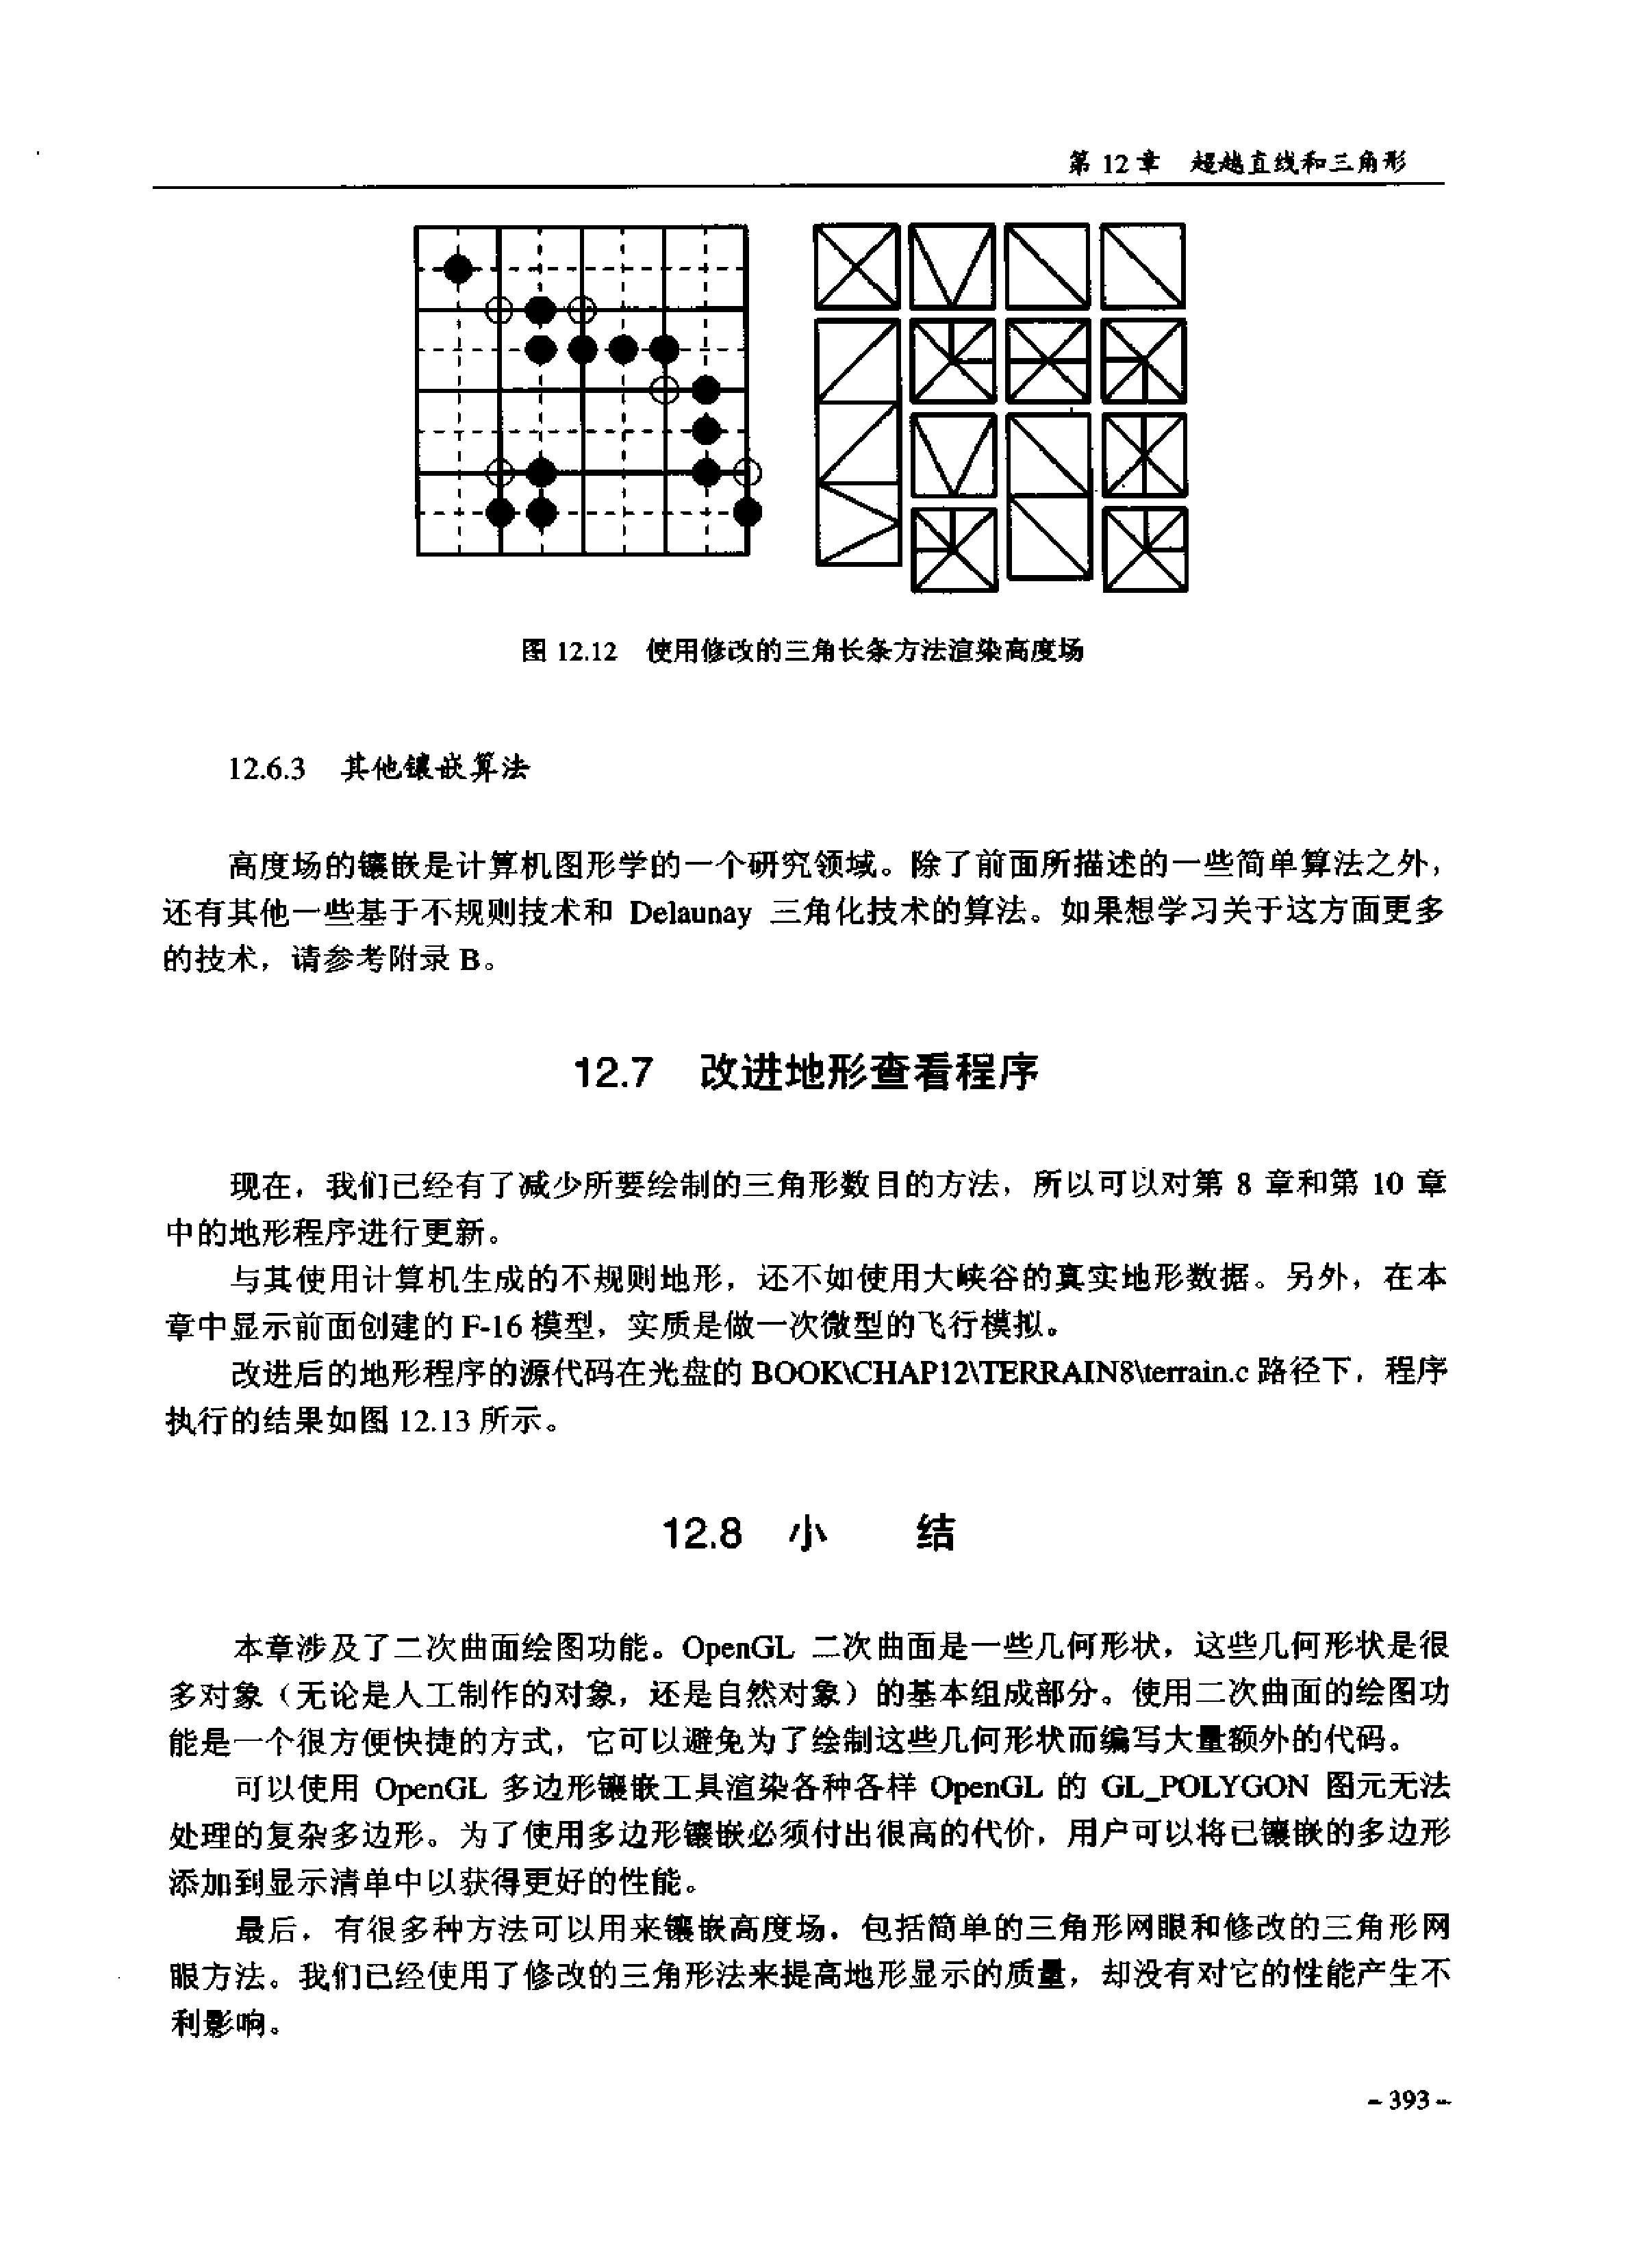 第 12 章 超越直线和三角形
图 12.12 使用修改的三角长条方法渲染高度场
12.6.3 其他镶嵌算法
高度场的镶嵌是计算机图形学的一个研究领域。除了前面所描述的一些简单算法之外，
还有其他一些基于不规则技术和 Delaunay 三角化技术的算法。如果想学习关于这方面更多
的技术，请参考附录 B。
12.7 改进地形查看程序
现在，我们已经有了减少所要绘制的三角形数目的方法，所以可以对第 8 章和第 10 章
中的地形程序进行更新。
与其使用计算机生成的不规则地形，还不如使用大峡谷的真实地形数据。另外，在本
章中显示前面创建的 F-16 模型，实质是做一次微型的飞行模拟。
改进后的地形程序的源代码在光盘的 BOOK\CHAP12\TERRAIN8\terrain.c 路径下，程序
执行的结果如图 12.13 所示。
12.8 小 结
本章涉及了二次曲面绘图功能。OpenGL 二次曲面是一些几何形状，这些几何形状是很
多对象（无论是人工制作的对象，还是自然对象）的基本组成部分。使用二次曲面的绘图功
能是一个很方便快捷的方式，它可以避免为了绘制这些几何形状而编写大量额外的代码。
可以使用 OpenGL 多边形镶嵌工具渲染各种各样 OpenGL 的 GL_POLYGON 图元无法
处理的复杂多边形。为了使用多边形镶嵌必须付出很高的代价，用户可以将已镶嵌的多边形
添加到显示清单中以获得更好的性能。
最后，有很多种方法可以用来镶嵌高度场，包括简单的三角形网眼和修改的三角形网
眼方法。我们已经使用了修改的三角形法来提高地形显示的质量，却没有对它的性能产生不
利影响。
- 393 -